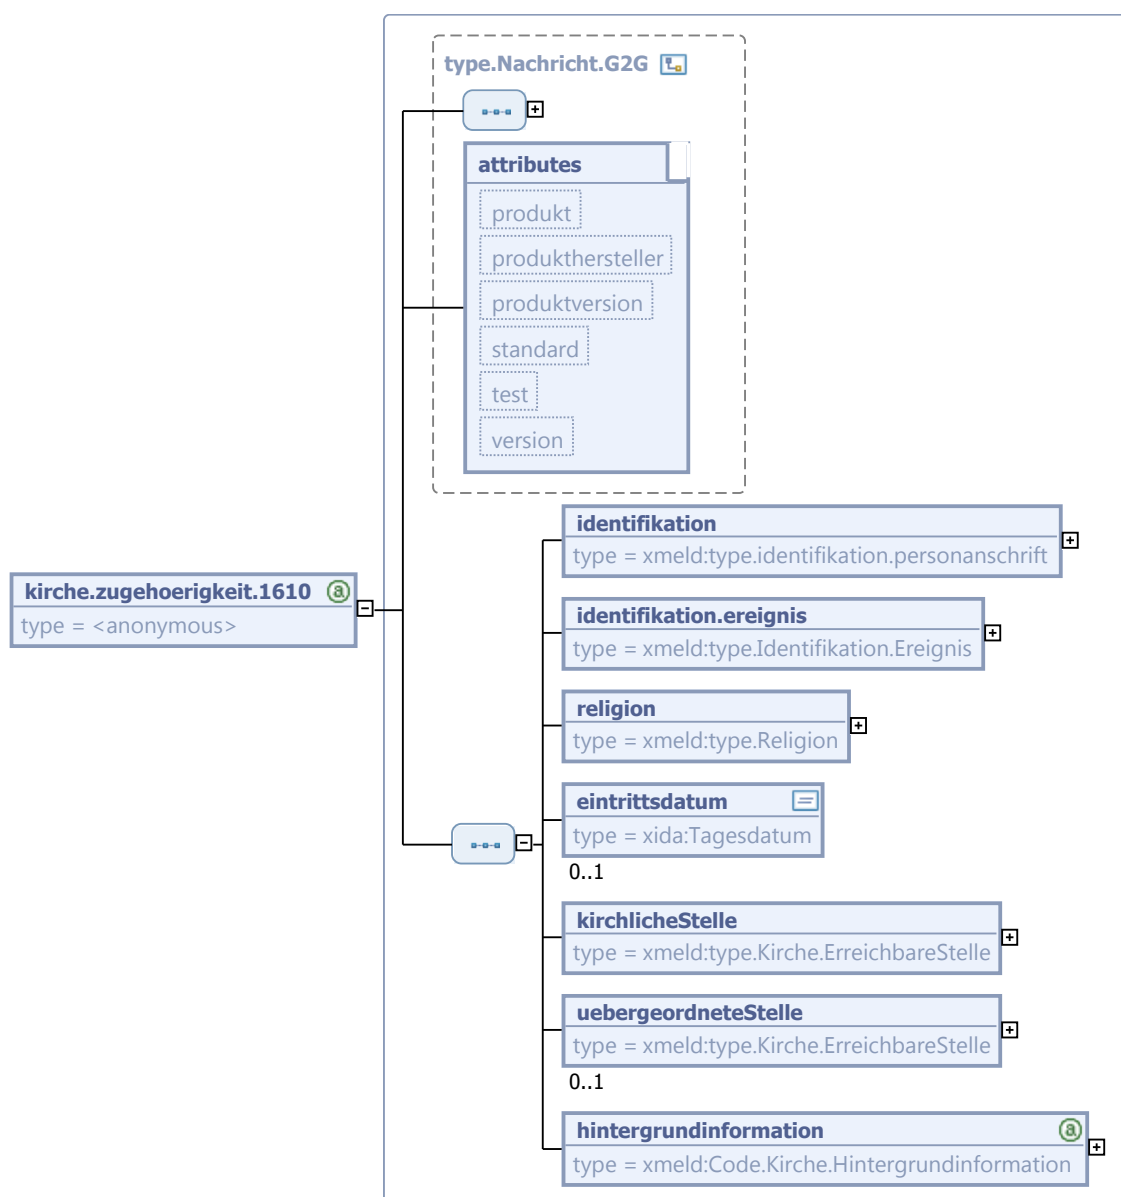 type.Nachricht.G2G
attributes
produkt
produkthersteller
produktversion
standard
test
version
kirche.zugehoerigkeit.1610
type = <anonymous>
identifikation
type = xmeld:type.identifikation.personanschrift
identifikation.ereignis
type = xmeld:type.Identifikation.Ereignis
religion
type = xmeld:type.Religion
eintrittsdatum
type = xida:Tagesdatum
0..1
kirchlicheStelle
type = xmeld:type.Kirche.ErreichbareStelle
uebergeordneteStelle
type = xmeld:type.Kirche.ErreichbareStelle
0..1
hintergrundinformation
type = xmeld:Code.Kirche.Hintergrundinformation